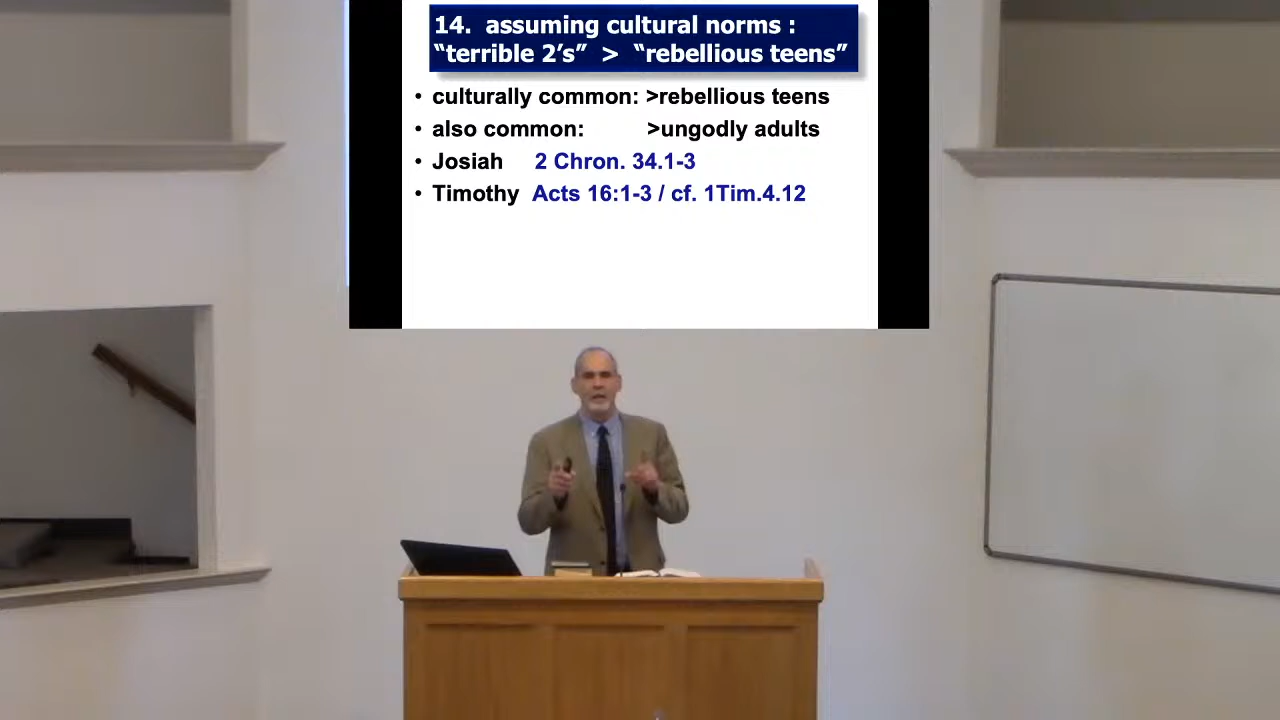 14. assuming cultural norms :
“terrible 2’s” > “rebellious teens”
• culturally common: >rebellious teens
• also common: >ungodly adults
• Josiah 2 Chron. 34.1-3
• Timothy Acts 16:1-3 / cf. 1Tim.4.12